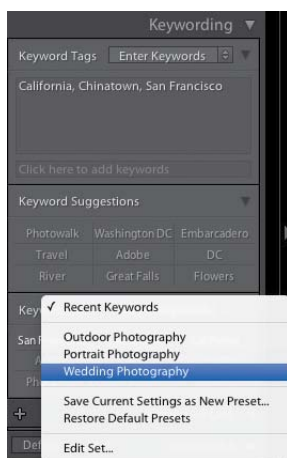 Keywording
Keyword Tags Enter Keywords
California, Chinatown, San Francisco
Click here to add keywords
Keyword Suggestions
Photowalk Washington DC Embarcadero
Travel Adobe DC
River Great Falls Flowers
✓ Recent Keywords
Outdoor Photography
Portrait Photography
Wedding Photography
Save Current Settings as New Preset...
Restore Default Presets
Edit Set...